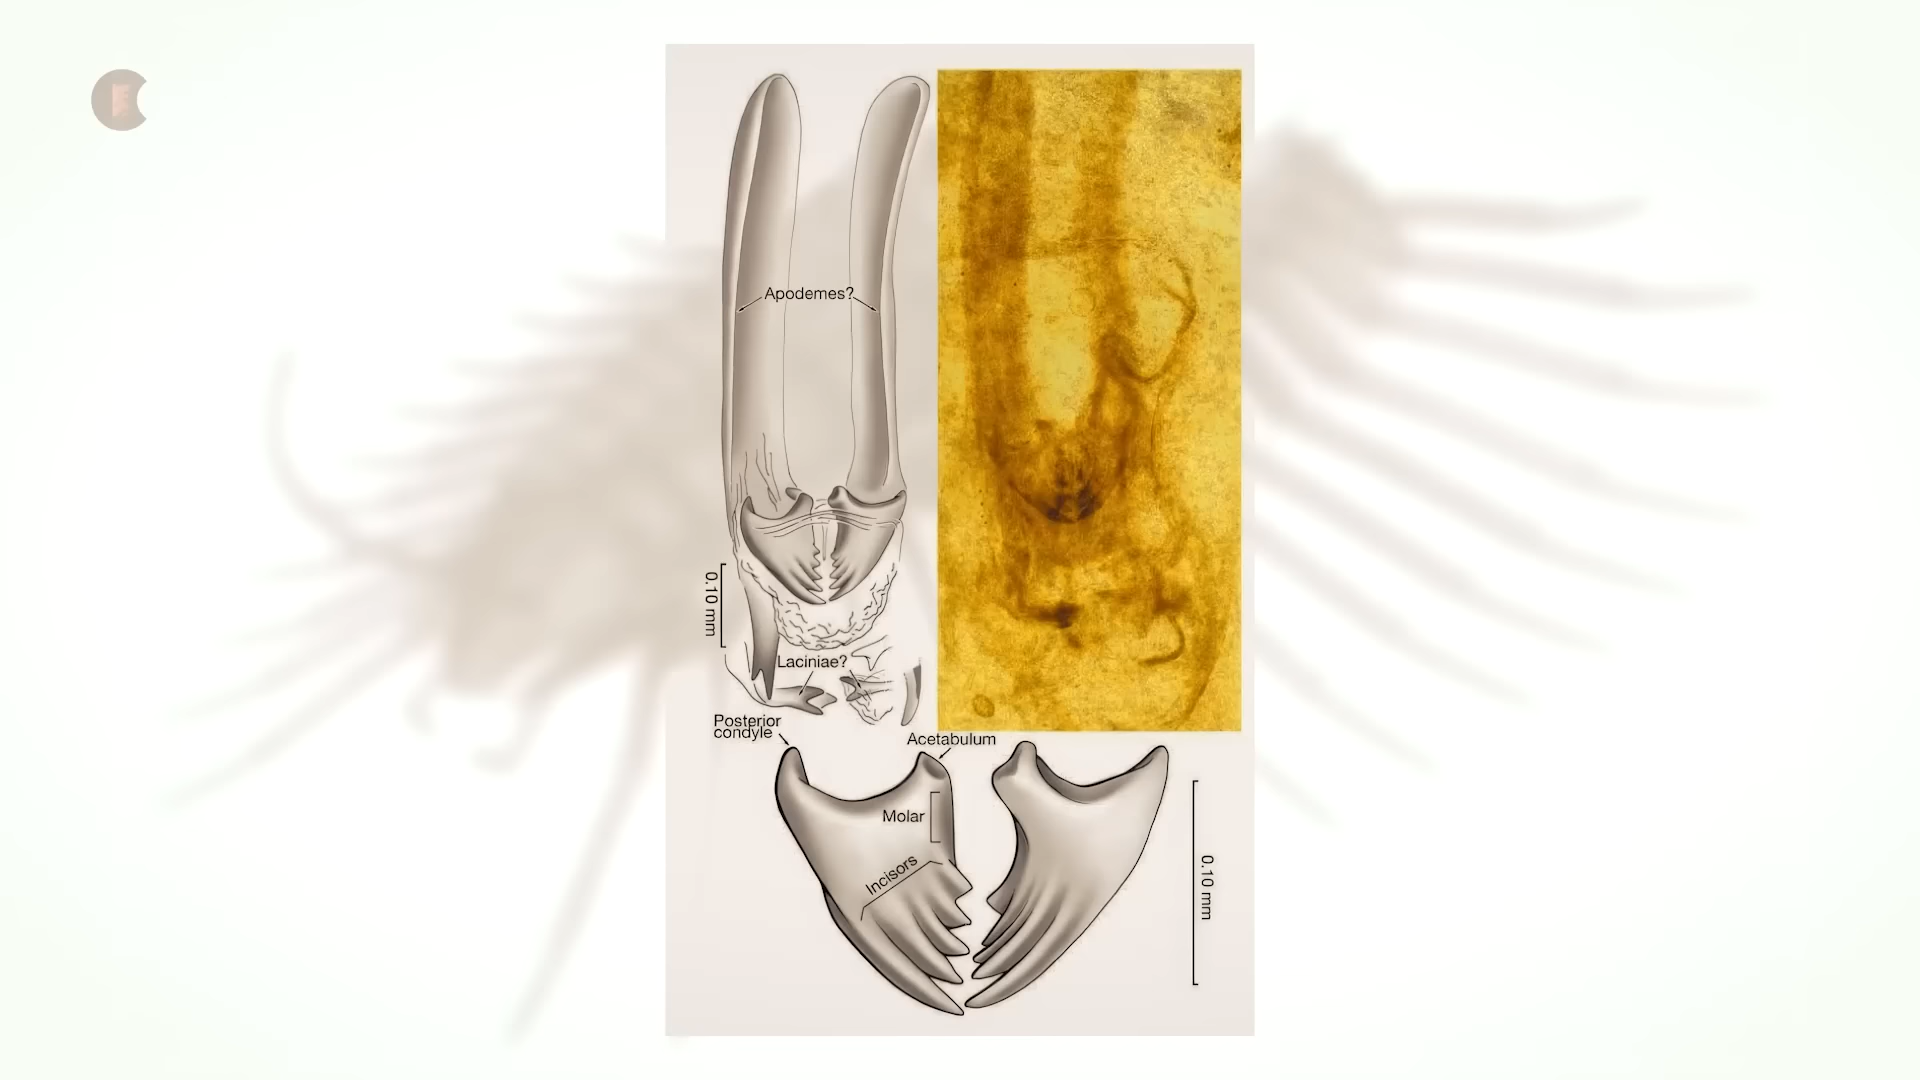 Apodemes?
0.10 mm
Laciniae?
Posterior
condyle
Acetabulum
Molar
Incisors
0.10 mm